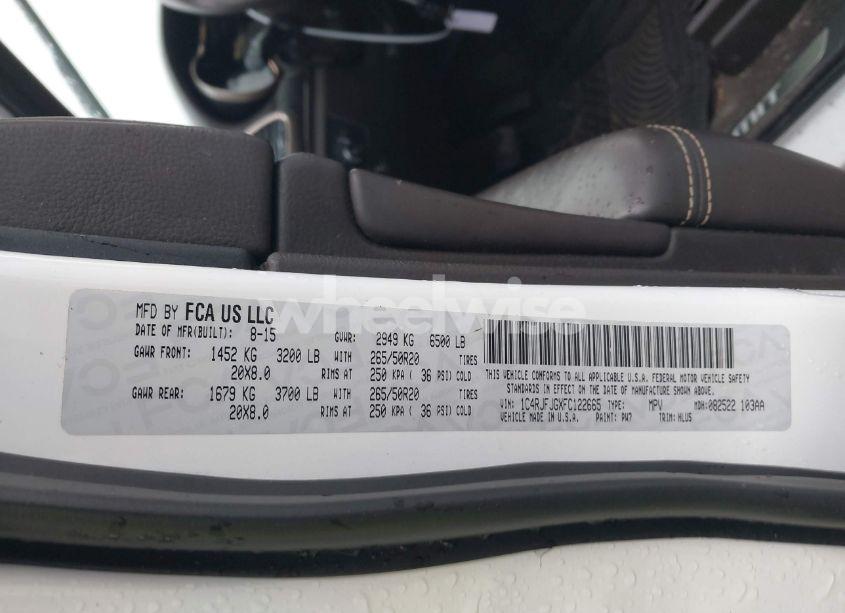 wheelwise
MFD BY FCA US LLC
DATE OF MFR(BUILT): 8-15 GVWR: 2949 KG 6500 LB
GAWR FRONT: 1452 KG 3200 LB WITH 265/50R20 TIRES
20X8.0 RIMS AT 250 KPA ( 36 PSI) COLD
GAWR REAR: 1679 KG 3700 LB WITH 265/50R20 TIRES
20X8.0 RIMS AT 250 KPA ( 36 PSI) COLD
THIS VEHICLE CONFORMS TO ALL APPLICABLE U.S.A. FEDERAL MOTOR VEHICLE SAFETY
STANDARDS IN EFFECT ON THE DATE OF MANUFACTURE SHOWN ABOVE.
VIN: 1C4RJFJGXFC122665 TYPE: MPV MDH: 082522 103AA
VEHICLE MADE IN U.S.A. PAINT: PW7 TRIM: HLUS